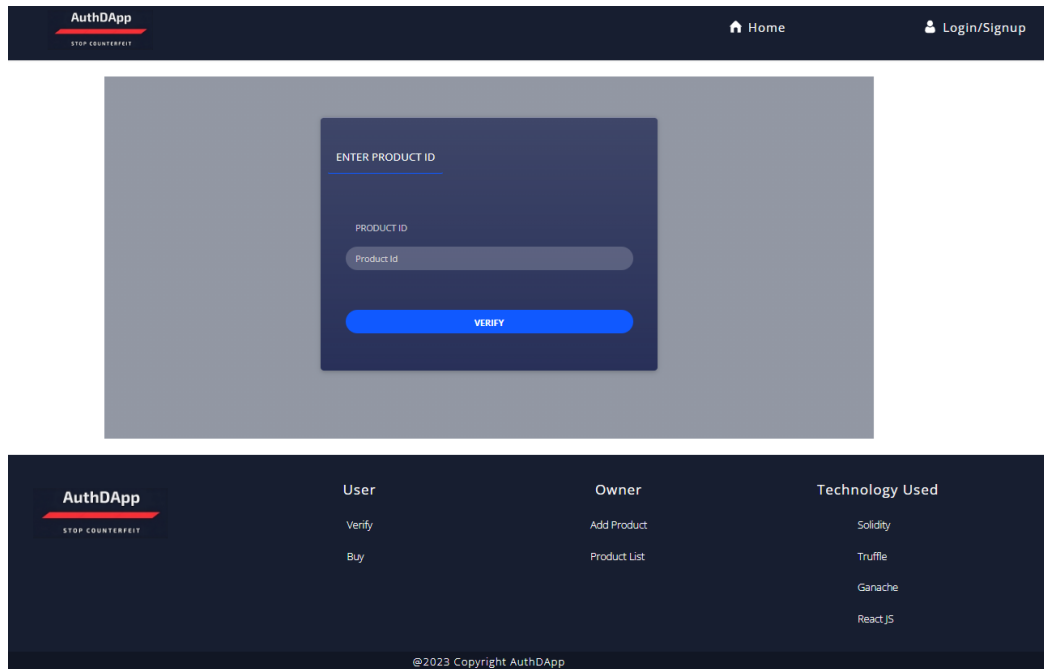 AuthDApp
STOP COUNTERFEIT
Home
Login/Signup
ENTER PRODUCT ID
PRODUCT ID
Product Id
VERIFY
AuthDApp
STOP COUNTERFEIT
User
Verify
Buy
Owner
Add Product
Product List
Technology Used
Solidity
Truffle
Ganache
React JS
@2023 Copyright AuthDApp